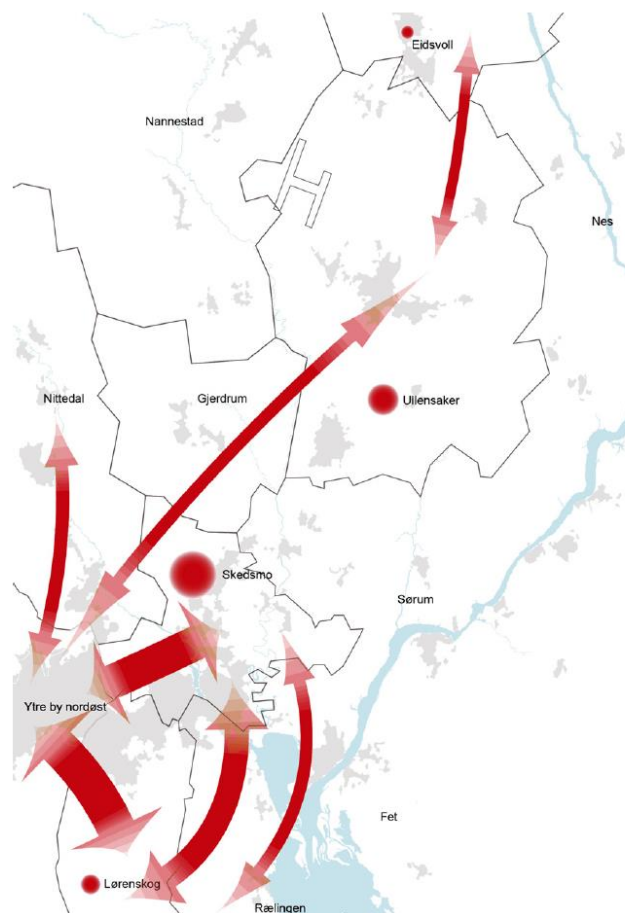 Eidsvoll
Nannestad
Nes
Nittedal
Gjerdrum
Ullensaker
Skedsmo
Sørum
Ytre by nordøst
Fet
Lørenskog
Rælingen